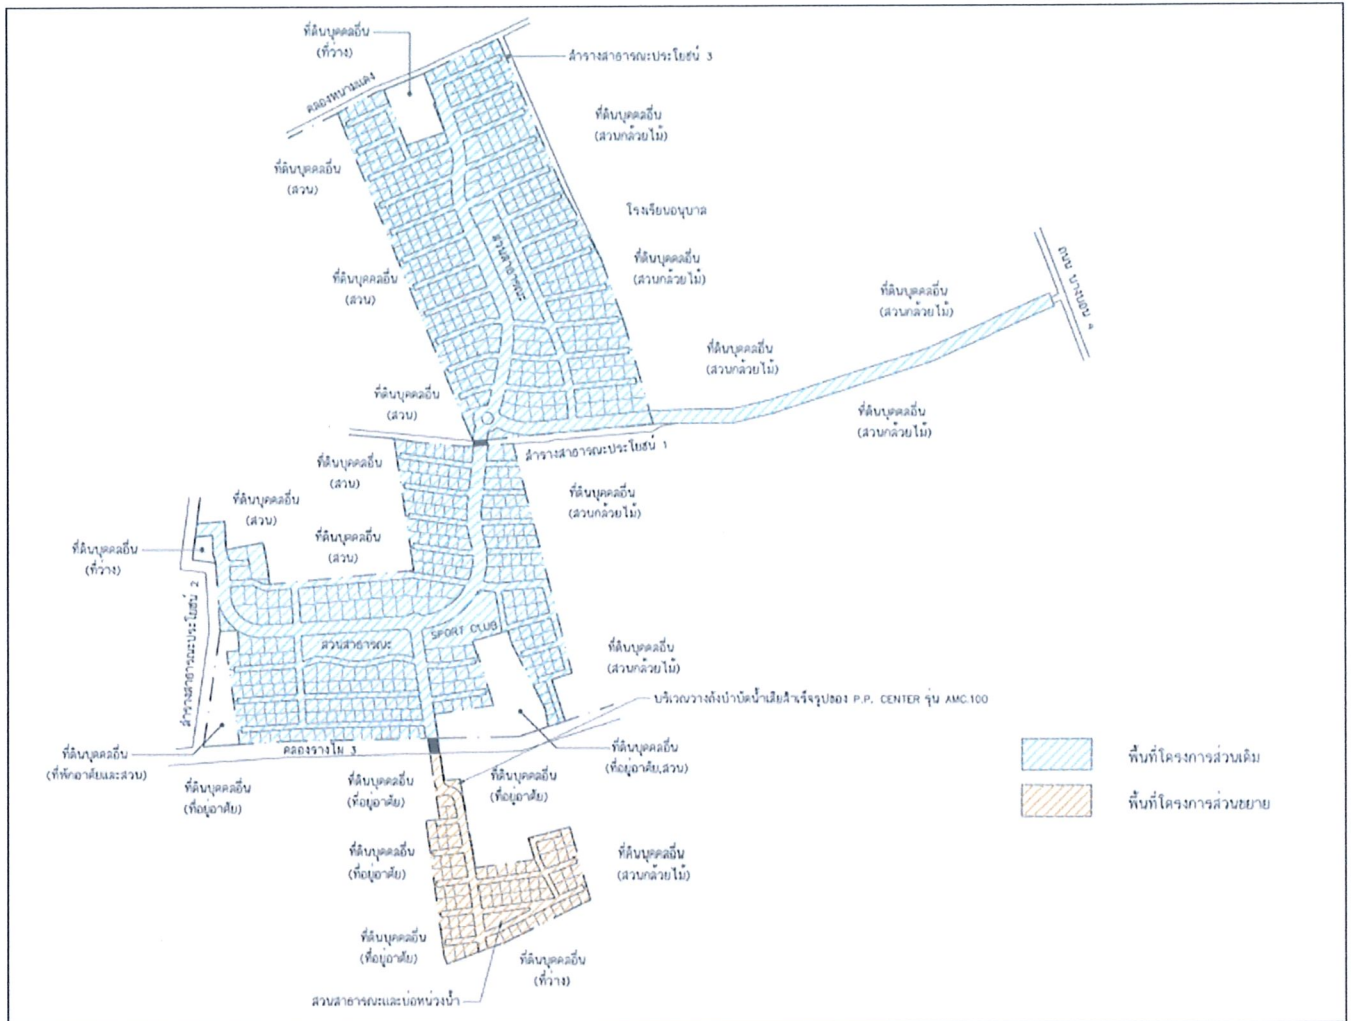 ที่ดินบุคคลอื่น
(ที่ว่าง)
ลำรางสาธารณะประโยชน์ 3
คลองหนามแดง
ที่ดินบุคคลอื่น
(สวนกล้วยไม้)
ที่ดินบุคคลอื่น
(สวน)
โรงเรียนอนุบาล
สวนสาธารณะ
ที่ดินบุคคลอื่น
(สวนกล้วยไม้)
ที่ดินบุคคลอื่น
(สวน)
ที่ดินบุคคลอื่น
(สวนกล้วยไม้)
ถนน บางบอน 4
ที่ดินบุคคลอื่น
(สวนกล้วยไม้)
ที่ดินบุคคลอื่น
(สวน)
ที่ดินบุคคลอื่น
(สวนกล้วยไม้)
ลำรางสาธารณะประโยชน์ 1
ที่ดินบุคคลอื่น
(สวน)
ที่ดินบุคคลอื่น
(สวนกล้วยไม้)
ที่ดินบุคคลอื่น
(สวน)
ที่ดินบุคคลอื่น
(สวน)
ที่ดินบุคคลอื่น
(ที่ว่าง)
ลำรางสาธารณะประโยชน์ 2
สวนสาธารณะ
SPORT CLUB
ที่ดินบุคคลอื่น
(สวนกล้วยไม้)
บริเวณวางถังบำบัดน้ำเสียสำเร็จรูปของ P.P. CENTER รุ่น AMC.100
คลองรางไผ่ 3
ที่ดินบุคคลอื่น
(ที่พักอาศัยและสวน)
ที่ดินบุคคลอื่น
(ที่อยู่อาศัย,สวน)
ที่ดินบุคคลอื่น
(ที่อยู่อาศัย)
ที่ดินบุคคลอื่น
(ที่อยู่อาศัย)
ที่ดินบุคคลอื่น
(ที่อยู่อาศัย)
พื้นที่โครงการส่วนเดิม
พื้นที่โครงการส่วนขยาย
ที่ดินบุคคลอื่น
(ที่อยู่อาศัย)
ที่ดินบุคคลอื่น
(สวนกล้วยไม้)
ที่ดินบุคคลอื่น
(ที่อยู่อาศัย)
ที่ดินบุคคลอื่น
(ที่ว่าง)
สวนสาธารณะและบ่อหน่วงน้ำ